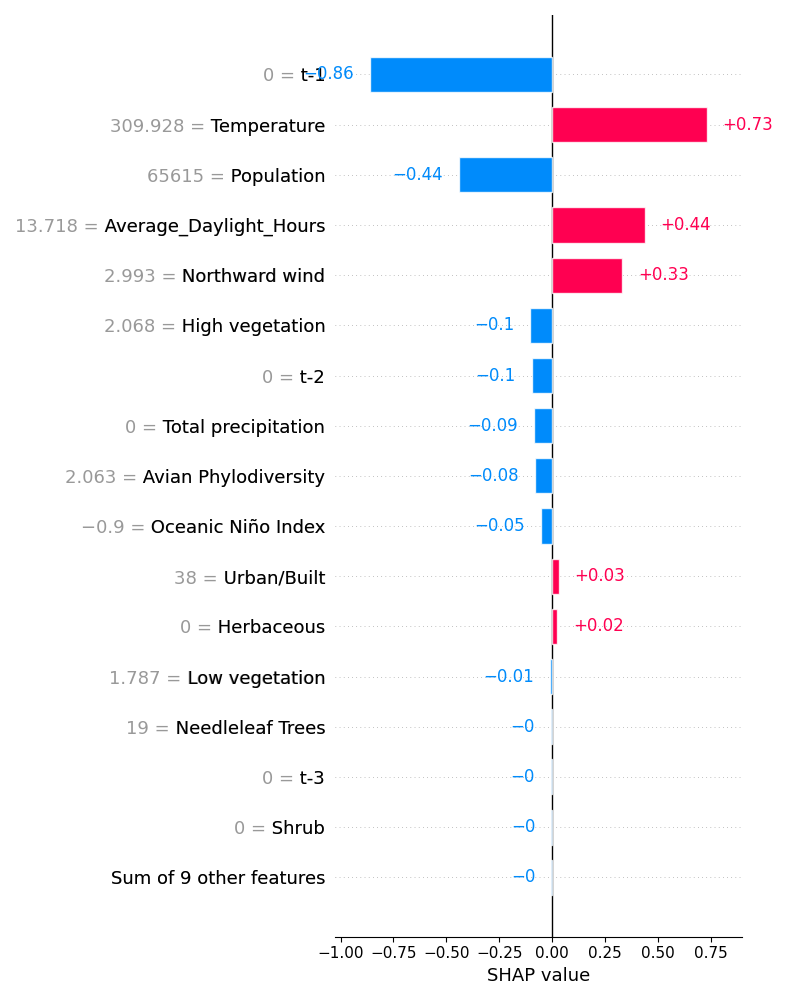 0 = t-1 −0.86
309.928 = Temperature +0.73
65615 = Population −0.44
13.718 = Average_Daylight_Hours +0.44
2.993 = Northward wind +0.33
2.068 = High vegetation −0.1
0 = t-2 −0.1
0 = Total precipitation −0.09
2.063 = Avian Phylodiversity −0.08
−0.9 = Oceanic Niño Index −0.05
38 = Urban/Built +0.03
0 = Herbaceous +0.02
1.787 = Low vegetation −0.01
19 = Needleleaf Trees −0
0 = t-3 −0
0 = Shrub −0
Sum of 9 other features −0
−1.00 −0.75 −0.50 −0.25 0.00 0.25 0.50 0.75
SHAP value